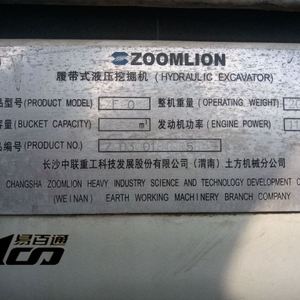 ZOOMLION
履带式液压挖掘机 (HYDRAULIC EXCAVATOR)
品型号(PRODUCT MODEL) 整机重量(OPERATING WEIGHT)
容量(BUCKET CAPACITY) m³ 发动机功率(ENGINE POWER)
品编号(PRODUCT NO.)
长沙中联重工科技发展股份有限公司 (渭南) 土方机械分公司
CHANGSHA ZOOMLION HEAVY INDUSTRY SCIENCE AND TECHNOLOGY DEVELOPMENT
(WEI NAN) EARTH WORKING MACHINERY BRANCH COMPANY
易百通